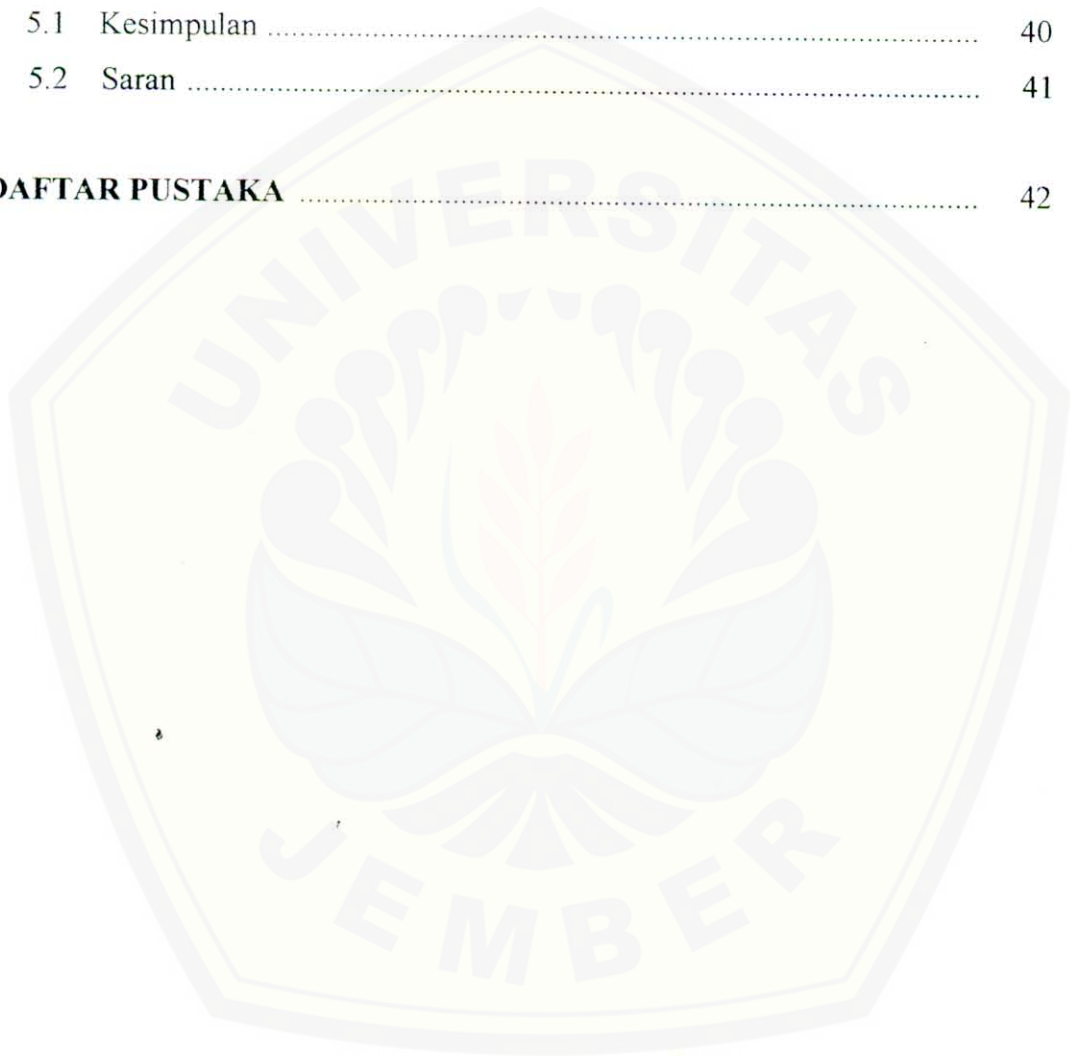 5.1 Kesimpulan ........................................ 40
5.2 Saran ........................................ 41
DAFTAR PUSTAKA ........................................ 42
UNIVERSITAS
JEMBER